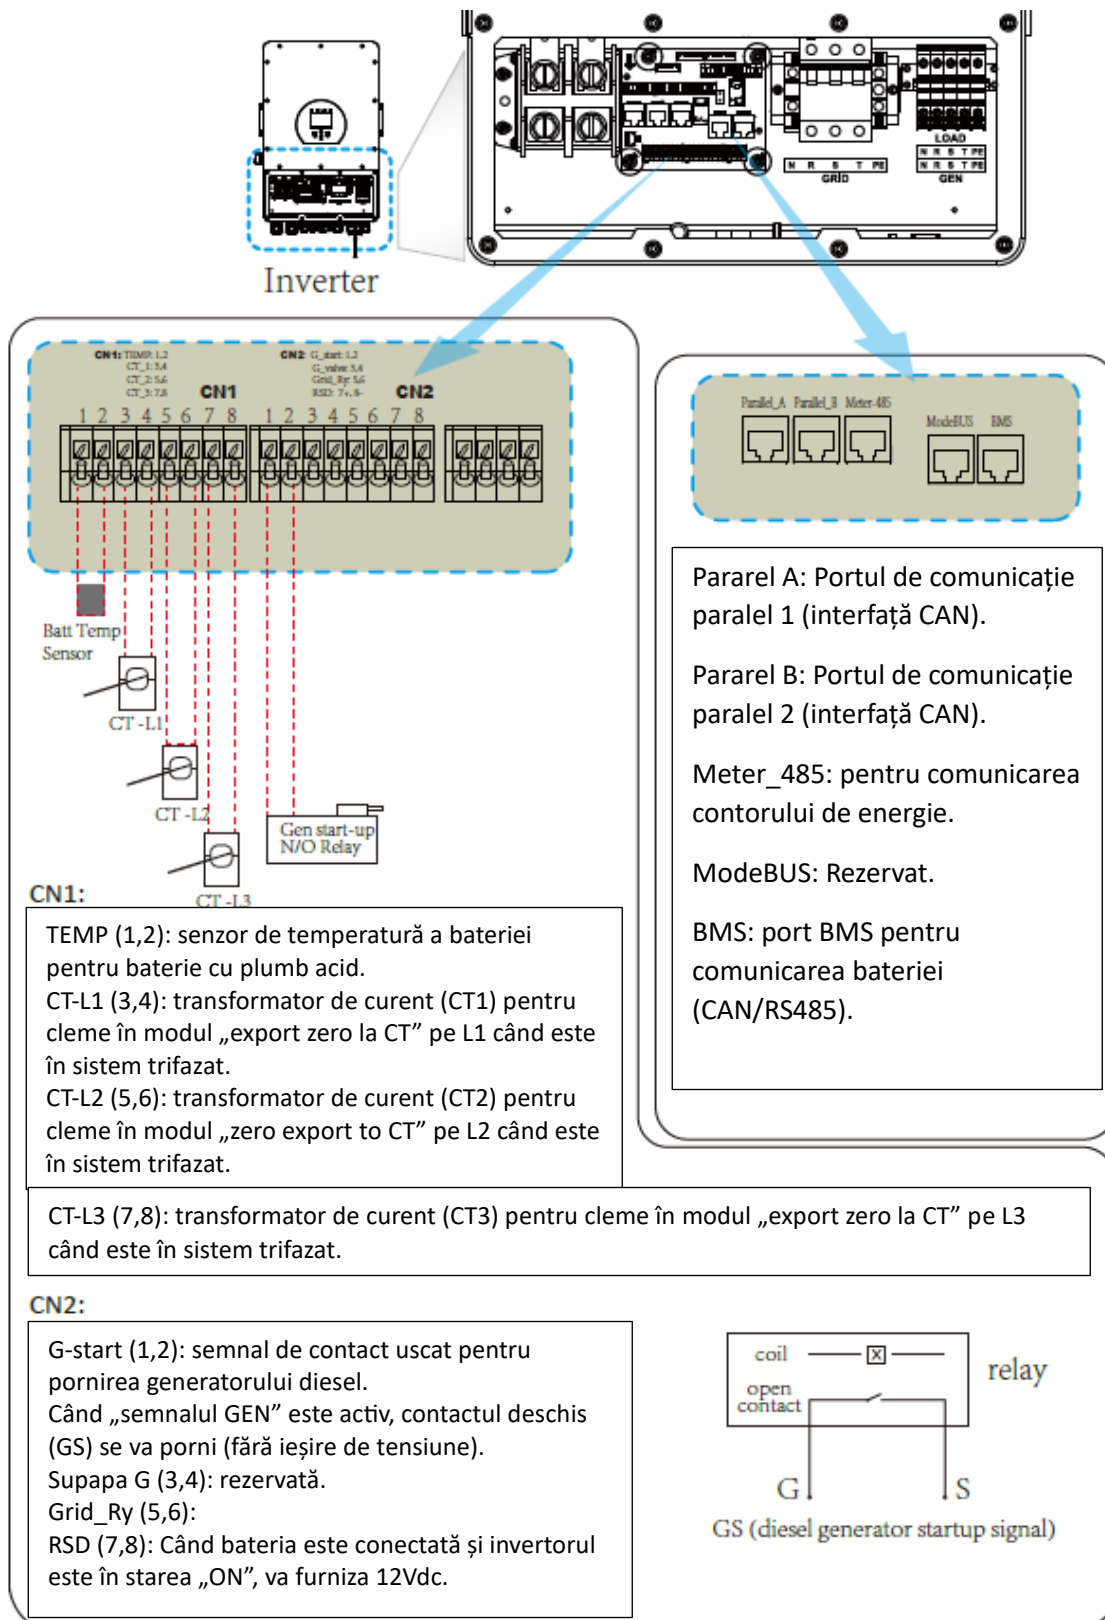 LOAD
N R S T PE
N R S T PE
GEN
N R S T PE
GRID
Inverter
CN1: TEMP: 1,2
CT_1: 3,4
CT_2: 5,6
CT_3: 7,8
CN1
CN2: G_start: 1,2
G_valve: 3,4
Grid_Ry: 5,6
RSD: 7+, 8-
CN2
1 2 3 4 5 6 7 8
1 2 3 4 5 6 7 8
Batt Temp
Sensor
CT -L1
CT -L2
CT -L3
Gen start-up
N/O Relay
Parallel_A Parallel_B Meter-485
ModeBUS BMS
Pararel A: Portul de comunicație
paralel 1 (interfață CAN).
Pararel B: Portul de comunicație
paralel 2 (interfață CAN).
Meter_485: pentru comunicarea
contorului de energie.
ModeBUS: Rezervat.
BMS: port BMS pentru
comunicarea bateriei
(CAN/RS485).
CN1:
TEMP (1,2): senzor de temperatură a bateriei
pentru baterie cu plumb acid.
CT-L1 (3,4): transformator de curent (CT1) pentru
cleme în modul „export zero la CT” pe L1 când este
în sistem trifazat.
CT-L2 (5,6): transformator de curent (CT2) pentru
cleme în modul „zero export to CT” pe L2 când este
în sistem trifazat.
CT-L3 (7,8): transformator de curent (CT3) pentru cleme în modul „export zero la CT” pe L3
când este în sistem trifazat.
CN2:
G-start (1,2): semnal de contact uscat pentru
pornirea generatorului diesel.
Când „semnalul GEN” este activ, contactul deschis
(GS) se va porni (fără ieșire de tensiune).
Supapa G (3,4): rezervată.
Grid_Ry (5,6):
RSD (7,8): Când bateria este conectată și invertorul
este în starea „ON”, va furniza 12Vdc.
coil
open
contact
relay
G S
GS (diesel generator startup signal)